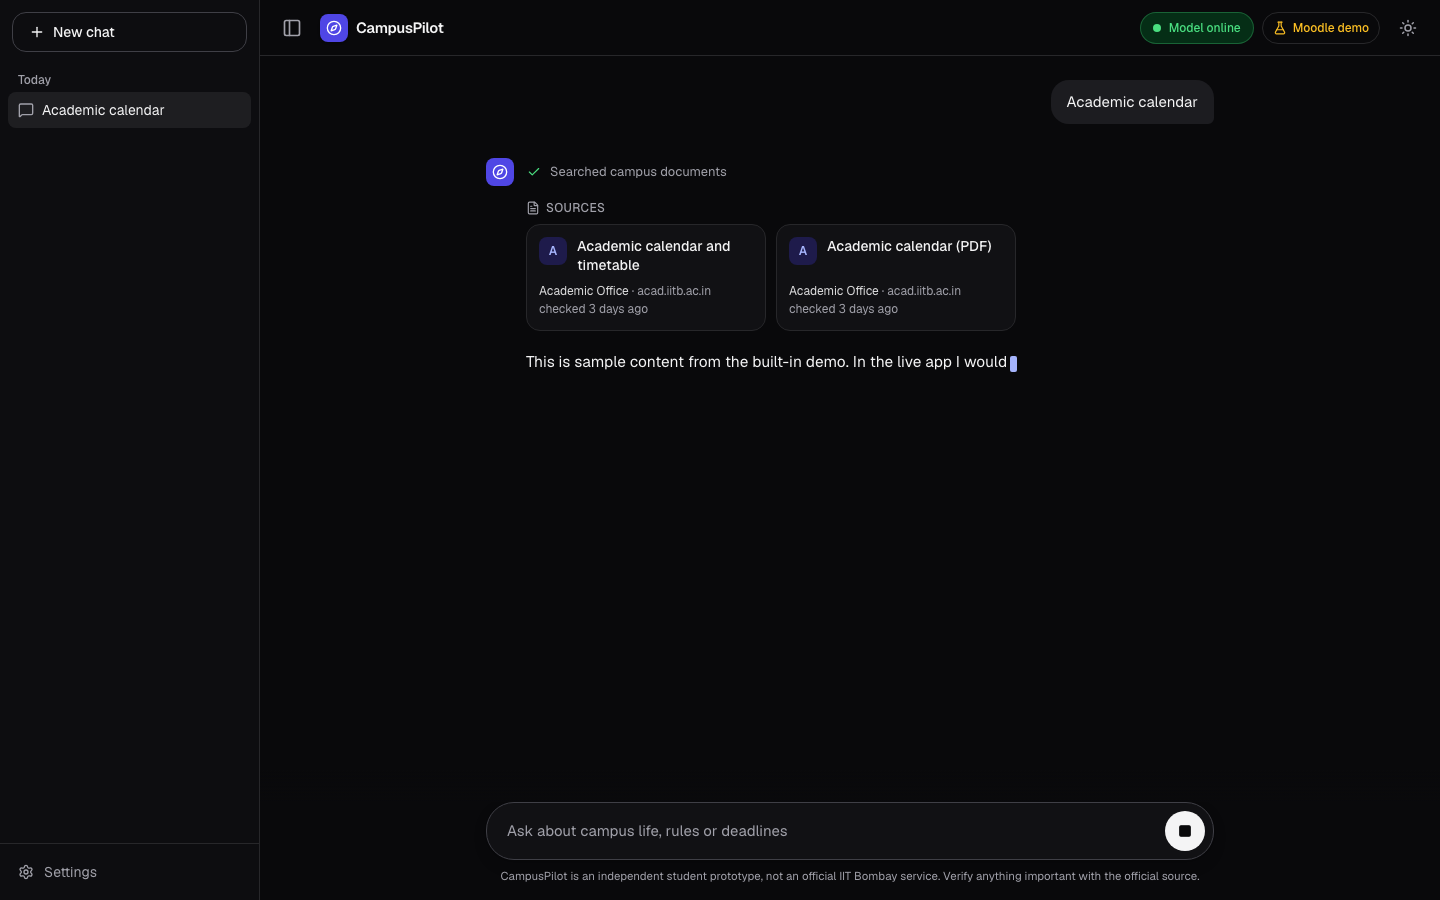 New chat
Today
Academic calendar
Settings
CampusPilot
Model online
Moodle demo
Academic calendar
Searched campus documents
SOURCES
A
Academic calendar and
timetable
Academic Office · acad.iitb.ac.in
checked 3 days ago
A
Academic calendar (PDF)
Academic Office · acad.iitb.ac.in
checked 3 days ago
This is sample content from the built-in demo. In the live app I would
Ask about campus life, rules or deadlines
CampusPilot is an independent student prototype, not an official IIT Bombay service. Verify anything important with the official source.